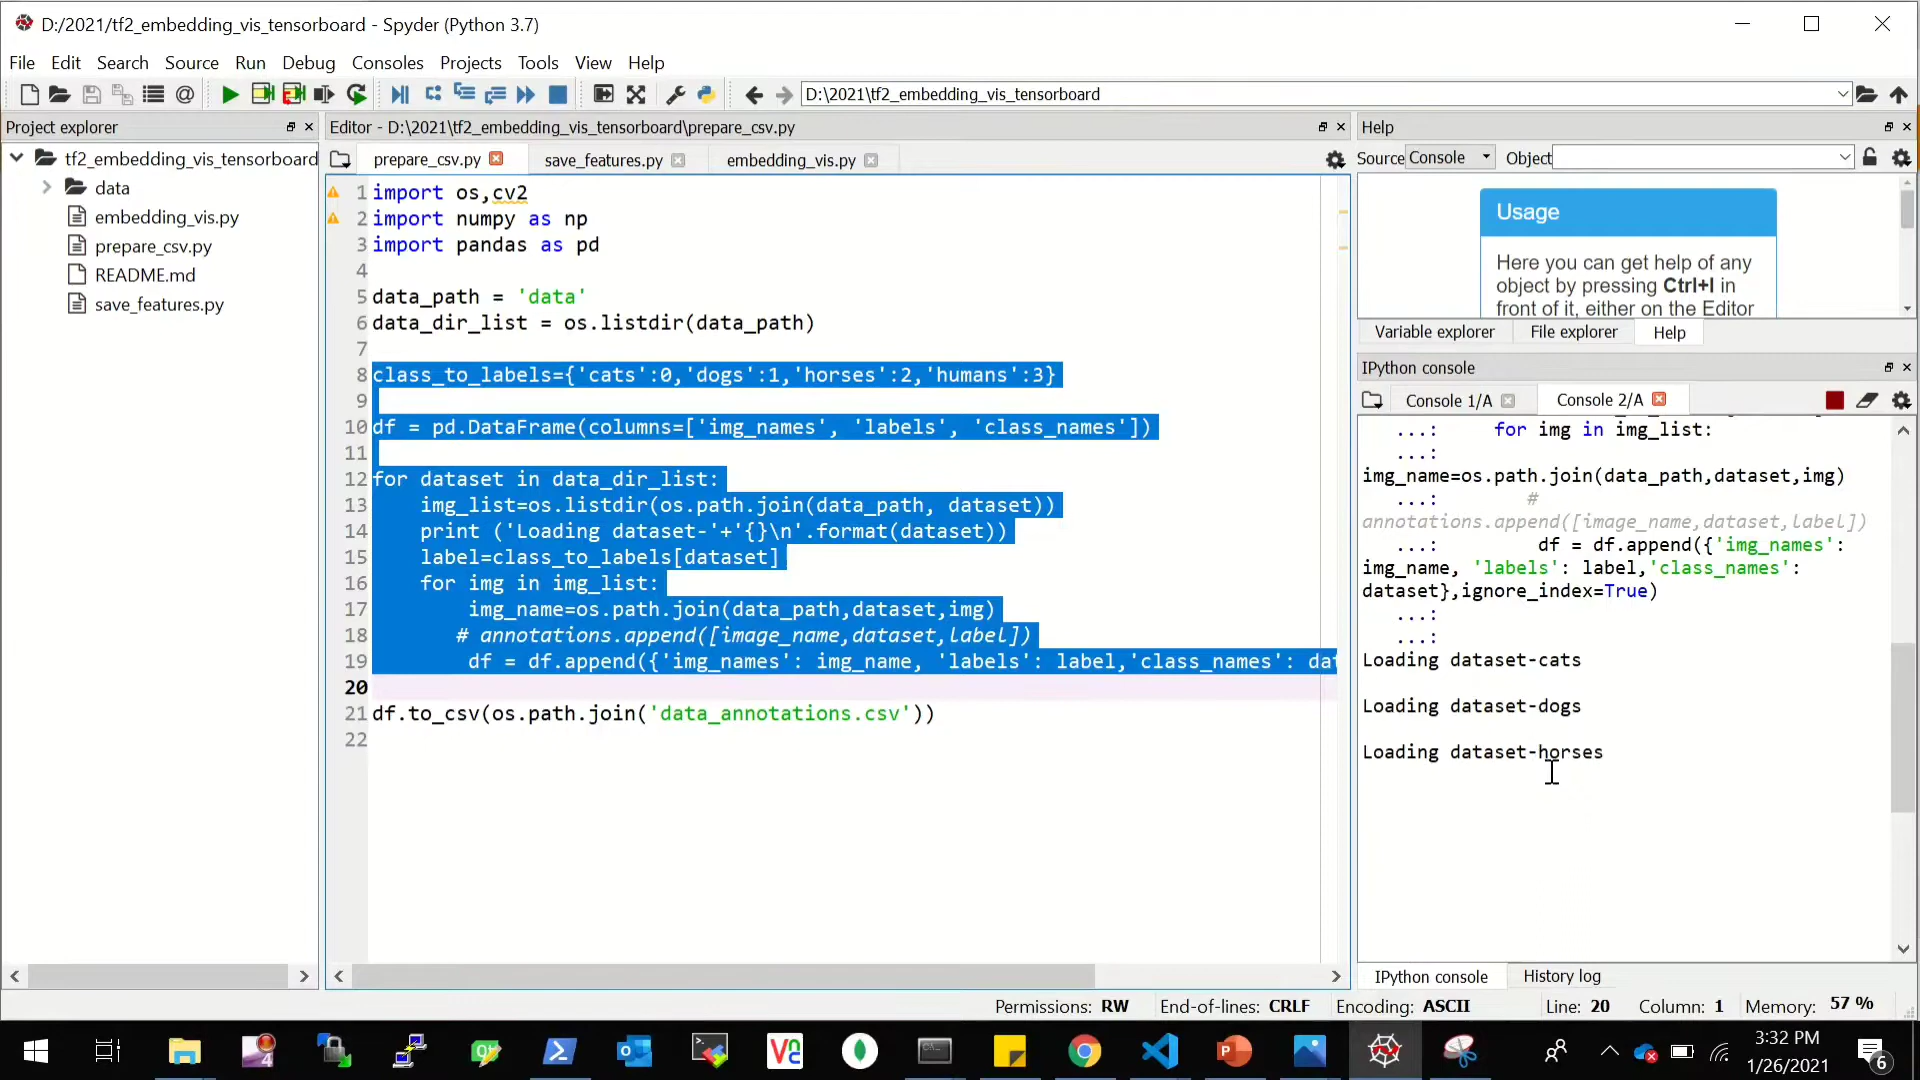 D:/2021/tf2_embedding_vis_tensorboard - Spyder (Python 3.7)
File Edit Search Source Run Debug Consoles Projects Tools View Help
D:\2021\tf2_embedding_vis_tensorboard
Project explorer
tf2_embedding_vis_tensorboard
data
embedding_vis.py
prepare_csv.py
README.md
save_features.py
Editor - D:\2021\tf2_embedding_vis_tensorboard\prepare_csv.py
prepare_csv.py save_features.py embedding_vis.py
1 import os,cv2
2 import numpy as np
3 import pandas as pd
4
5 data_path = 'data'
6 data_dir_list = os.listdir(data_path)
7
8 class_to_labels={'cats':0,'dogs':1,'horses':2,'humans':3}
9
10 df = pd.DataFrame(columns=['img_names', 'labels', 'class_names'])
11
12 for dataset in data_dir_list:
13 img_list=os.listdir(os.path.join(data_path, dataset))
14 print ('Loading dataset-'+'{}\n'.format(dataset))
15 label=class_to_labels[dataset]
16 for img in img_list:
17 img_name=os.path.join(data_path,dataset,img)
18 # annotations.append([image_name,dataset,label])
19 df = df.append({'img_names': img_name, 'labels': label,'class_names': dat
20
21 df.to_csv(os.path.join('data_annotations.csv'))
22
Help
Source Console Object
Usage
Here you can get help of any
object by pressing Ctrl+I in
front of it, either on the Editor
Variable explorer File explorer Help
IPython console
Console 1/A Console 2/A
...: for img in img_list:
...:
img_name=os.path.join(data_path,dataset,img)
...: #
annotations.append([image_name,dataset,label])
...: df = df.append({'img_names':
img_name, 'labels': label,'class_names':
dataset},ignore_index=True)
...:
...:
Loading dataset-cats
Loading dataset-dogs
Loading dataset-horses
IPython console History log
Permissions: RW End-of-lines: CRLF Encoding: ASCII Line: 20 Column: 1 Memory: 57 %
3:32 PM
1/26/2021
6